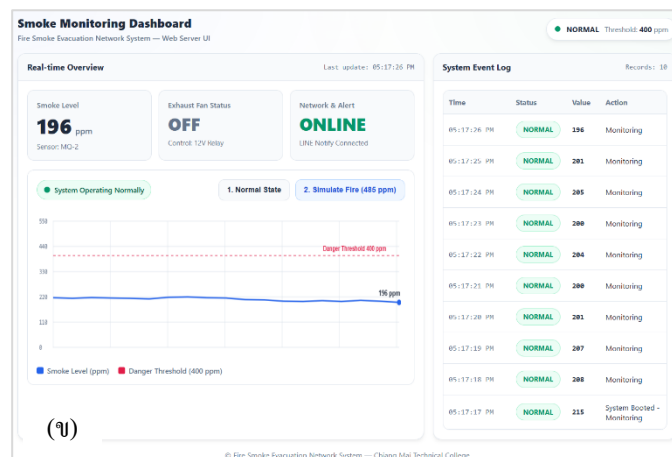 Smoke Monitoring Dashboard
Fire Smoke Evacuation Network System — Web Server UI
NORMAL Threshold: 400 ppm
Real-time Overview
Last update: 05:17:26 PM
Smoke Level
196 ppm
Sensor: MQ-2
Exhaust Fan Status
OFF
Control: 12V Relay
Network & Alert
ONLINE
LINE Notify Connected
System Operating Normally
1. Normal State
2. Simulate Fire (485 ppm)
550
440
330
220
110
0
Danger Threshold 400 ppm
196 ppm
Smoke Level (ppm)
Danger Threshold (400 ppm)
(ข)
System Event Log
Records: 10
Time Status Value Action
05:17:26 PM NORMAL 196 Monitoring
05:17:25 PM NORMAL 201 Monitoring
05:17:24 PM NORMAL 205 Monitoring
05:17:23 PM NORMAL 200 Monitoring
05:17:22 PM NORMAL 204 Monitoring
05:17:21 PM NORMAL 200 Monitoring
05:17:20 PM NORMAL 201 Monitoring
05:17:19 PM NORMAL 207 Monitoring
05:17:18 PM NORMAL 208 Monitoring
05:17:17 PM NORMAL 215 System Booted -
Monitoring
© Fire Smoke Evacuation Network System — Chiang Mai Technical College